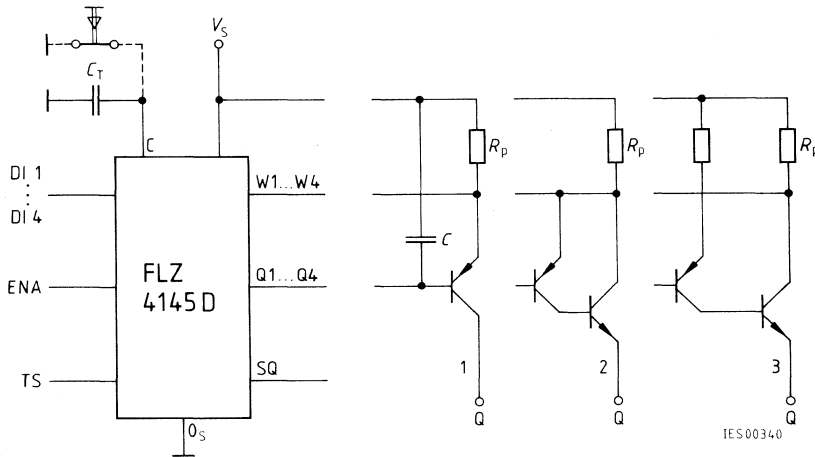 V_S
C_T
C
DI 1
⋮
DI 4
W1...W4
R_p
R_p
R_p
C
ENA
FLZ
4145 D
Q1...Q4
TS
SQ
1
2
3
0_S
Q
Q
Q
IES00340